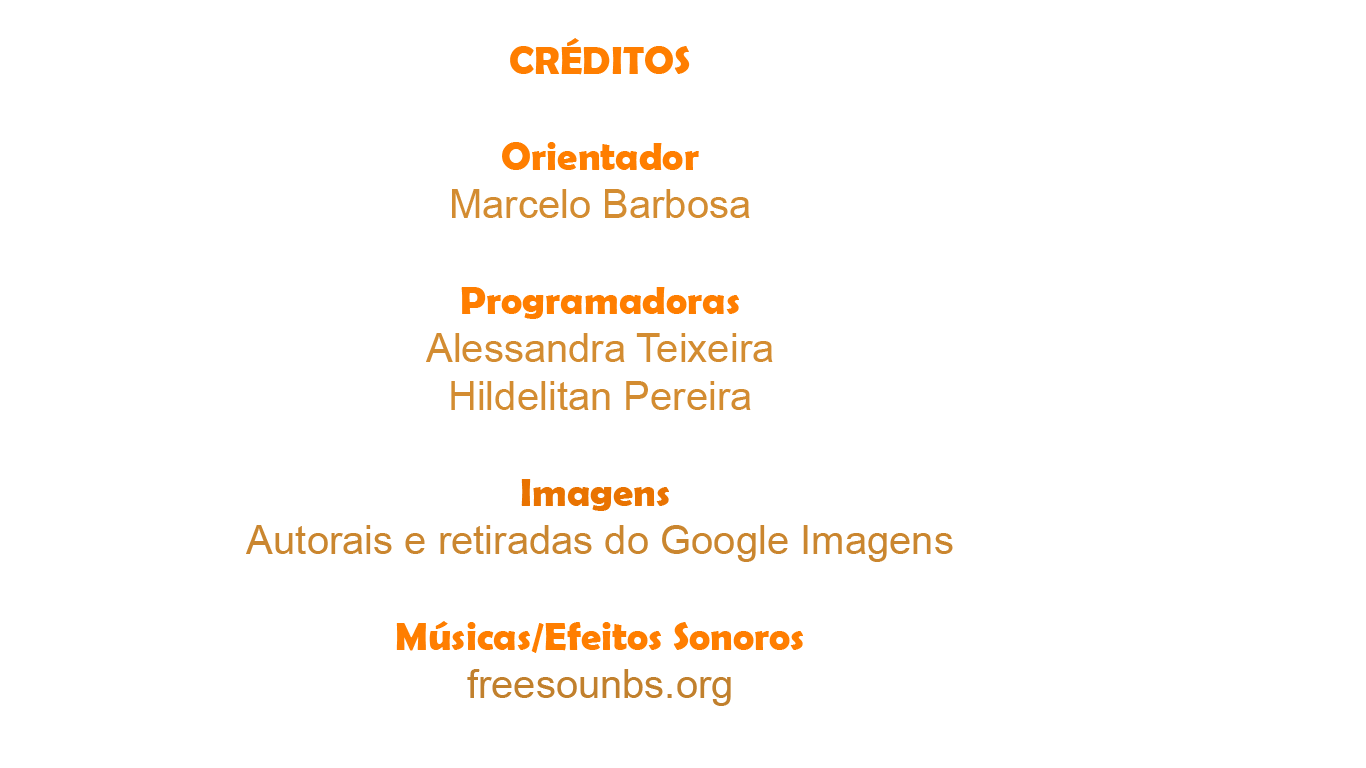 CRÉDITOS
Orientador
Marcelo Barbosa
Programadoras
Alessandra Teixeira
Hildelitan Pereira
Imagens
Autorais e retiradas do Google Imagens
Músicas/Efeitos Sonoros
freesounbs.org